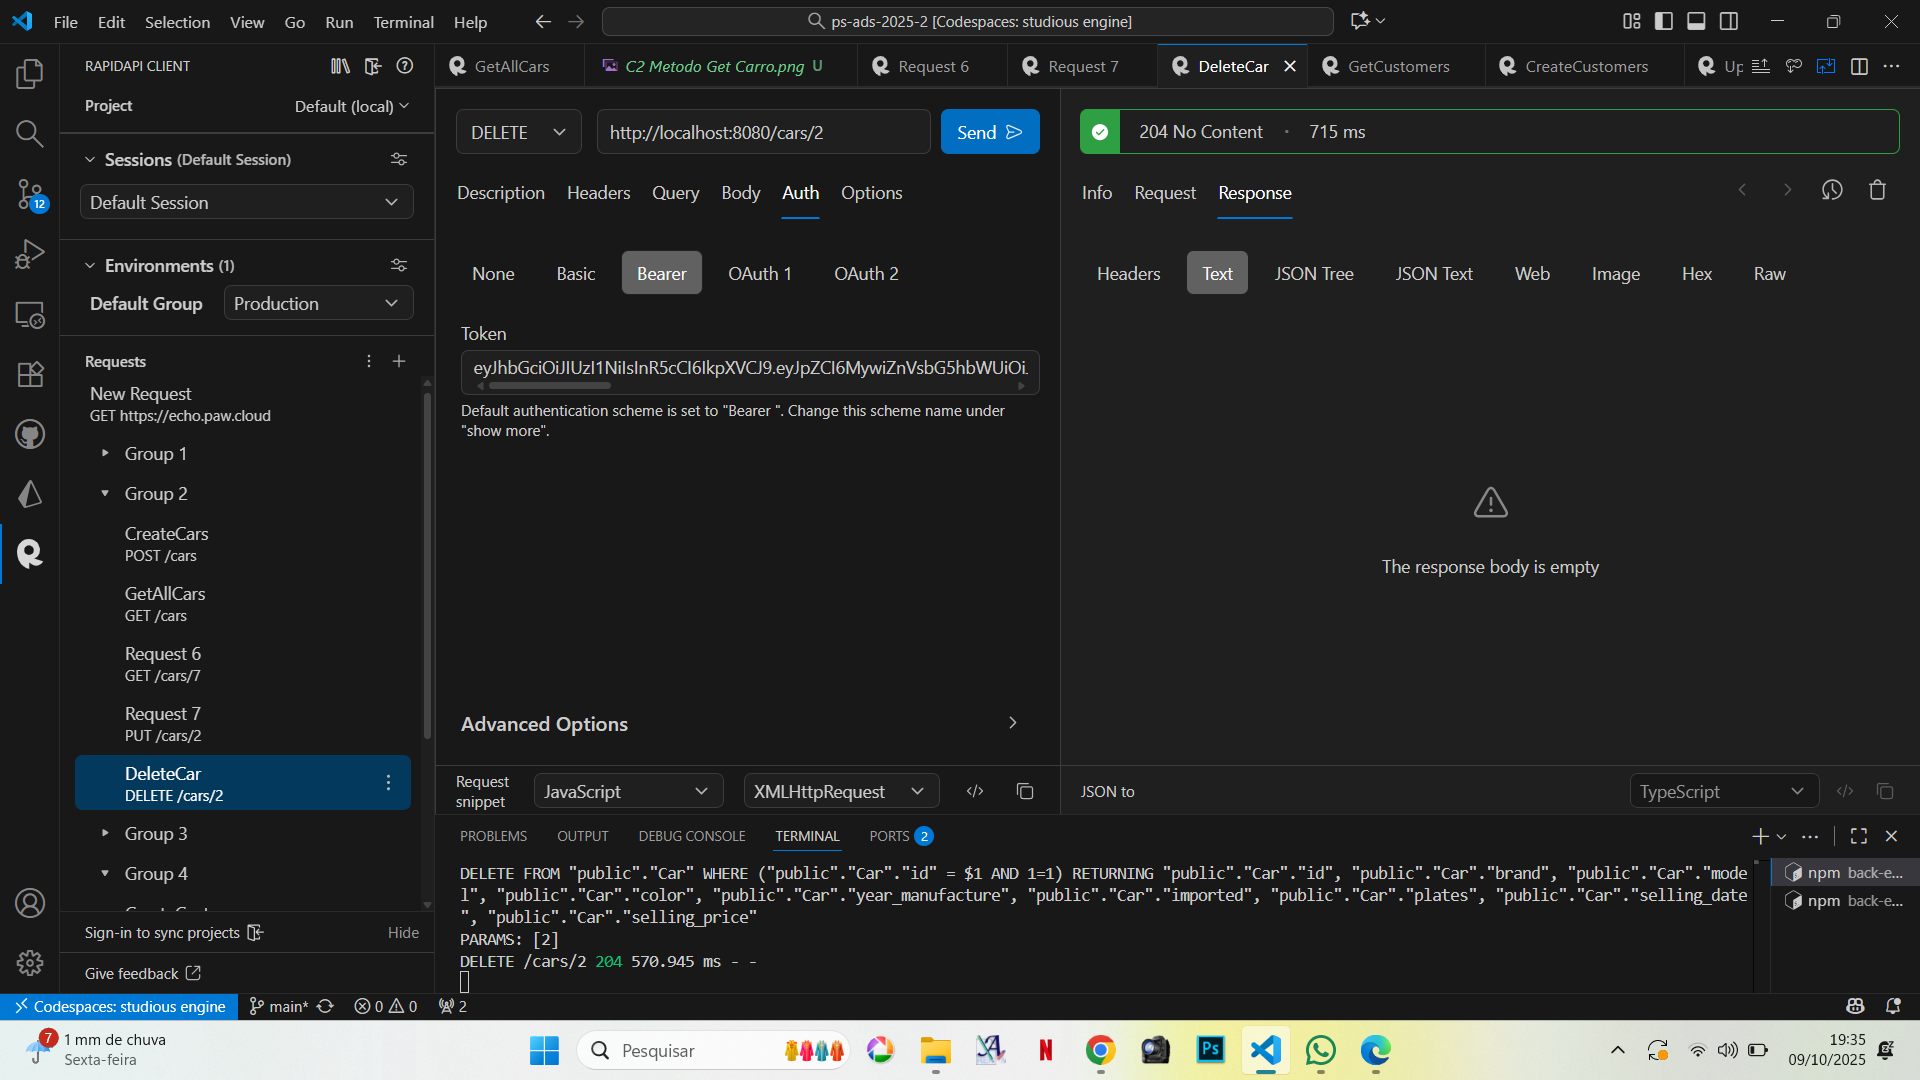 File Edit Selection View Go Run Terminal Help
ps-ads-2025-2 [Codespaces: studious engine]
RAPIDAPI CLIENT
GetAllCars
C2 Metodo Get Carro.png U
Request 6
Request 7
DeleteCar
GetCustomers
CreateCustomers
Up
Project
Default (local)
DELETE
http://localhost:8080/cars/2
Send
204 No Content · 715 ms
Sessions (Default Session)
Default Session
Description Headers Query Body Auth Options
Info Request Response
12
Environments (1)
Default Group
Production
None Basic Bearer OAuth 1 OAuth 2
Headers Text JSON Tree JSON Text Web Image Hex Raw
Token
eyJhbGciOiJIUzI1NiIsInR5cCI6IkpXVCJ9.eyJpZCI6MywiZnVsbG5hbWUiOi.
Default authentication scheme is set to "Bearer ". Change this scheme name under
"show more".
Requests
New Request
GET https://echo.paw.cloud
Group 1
Group 2
CreateCars
POST /cars
GetAllCars
GET /cars
Request 6
GET /cars/7
Request 7
PUT /cars/2
DeleteCar
DELETE /cars/2
Group 3
Group 4
The response body is empty
Advanced Options
Request
snippet
JavaScript
XMLHttpRequest
JSON to
TypeScript
PROBLEMS OUTPUT DEBUG CONSOLE TERMINAL PORTS 2
DELETE FROM "public"."Car" WHERE ("public"."Car"."id" = $1 AND 1=1) RETURNING "public"."Car"."id", "public"."Car"."brand", "public"."Car"."mode
l", "public"."Car"."color", "public"."Car"."year_manufacture", "public"."Car"."imported", "public"."Car"."plates", "public"."Car"."selling_date
", "public"."Car"."selling_price"
PARAMS: [2]
DELETE /cars/2 204 570.945 ms - -
npm back-e...
npm back-e...
Sign-in to sync projects
Hide
Give feedback
Codespaces: studious engine
main*
0 0
2
7
1 mm de chuva
Sexta-feira
Pesquisar
N
Ps
19:35
09/10/2025